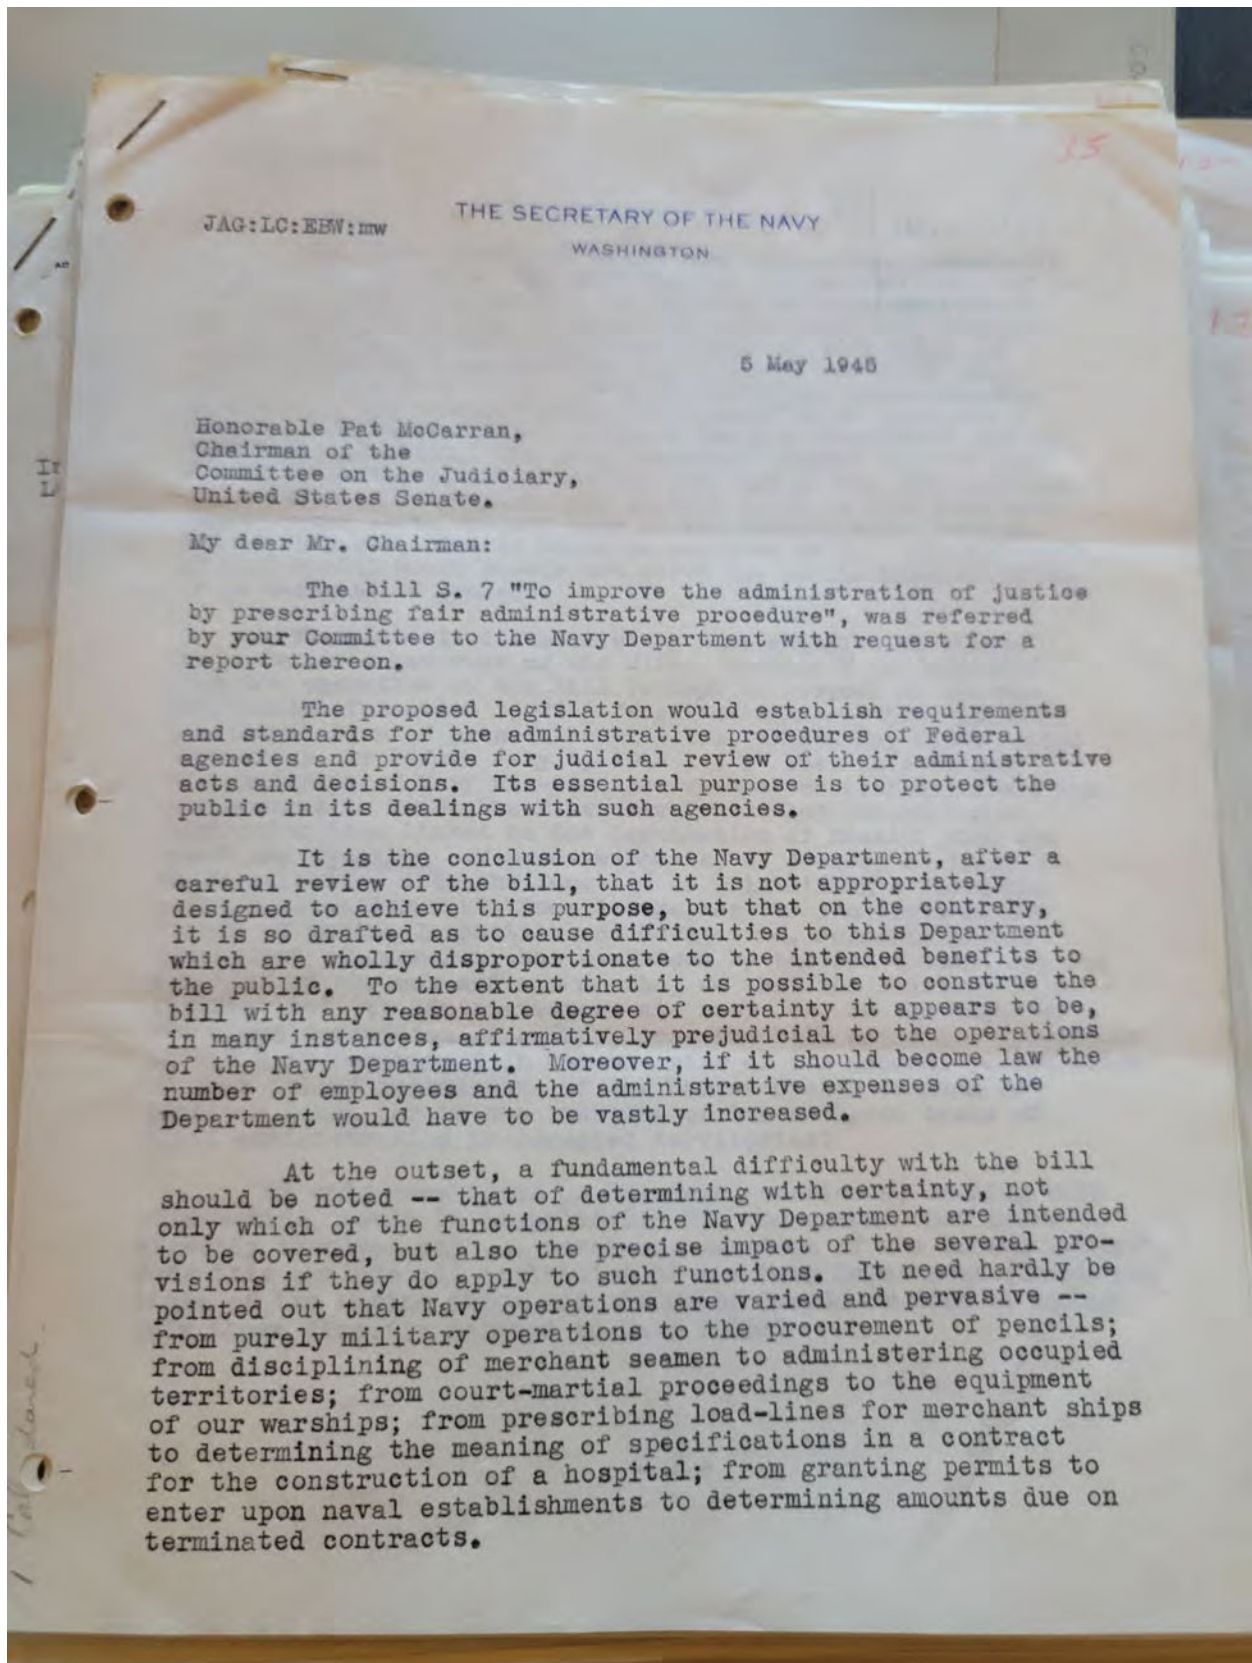 25
JAG:LC:EBW:mw
THE SECRETARY OF THE NAVY
WASHINGTON
5 May 1945
Honorable Pat McCarran,
Chairman of the
Committee on the Judiciary,
United States Senate.
My dear Mr. Chairman:
The bill S. 7 "To improve the administration of justice
by prescribing fair administrative procedure", was referred
by your Committee to the Navy Department with request for a
report thereon.
The proposed legislation would establish requirements
and standards for the administrative procedures of Federal
agencies and provide for judicial review of their administrative
acts and decisions. Its essential purpose is to protect the
public in its dealings with such agencies.
It is the conclusion of the Navy Department, after a
careful review of the bill, that it is not appropriately
designed to achieve this purpose, but that on the contrary,
it is so drafted as to cause difficulties to this Department
which are wholly disproportionate to the intended benefits to
the public. To the extent that it is possible to construe the
bill with any reasonable degree of certainty it appears to be,
in many instances, affirmatively prejudicial to the operations
of the Navy Department. Moreover, if it should become law the
number of employees and the administrative expenses of the
Department would have to be vastly increased.
At the outset, a fundamental difficulty with the bill
should be noted -- that of determining with certainty, not
only which of the functions of the Navy Department are intended
to be covered, but also the precise impact of the several pro-
visions if they do apply to such functions. It need hardly be
pointed out that Navy operations are varied and pervasive --
from purely military operations to the procurement of pencils;
from disciplining of merchant seamen to administering occupied
territories; from court-martial proceedings to the equipment
of our warships; from prescribing load-lines for merchant ships
to determining the meaning of specifications in a contract
for the construction of a hospital; from granting permits to
enter upon naval establishments to determining amounts due on
terminated contracts.